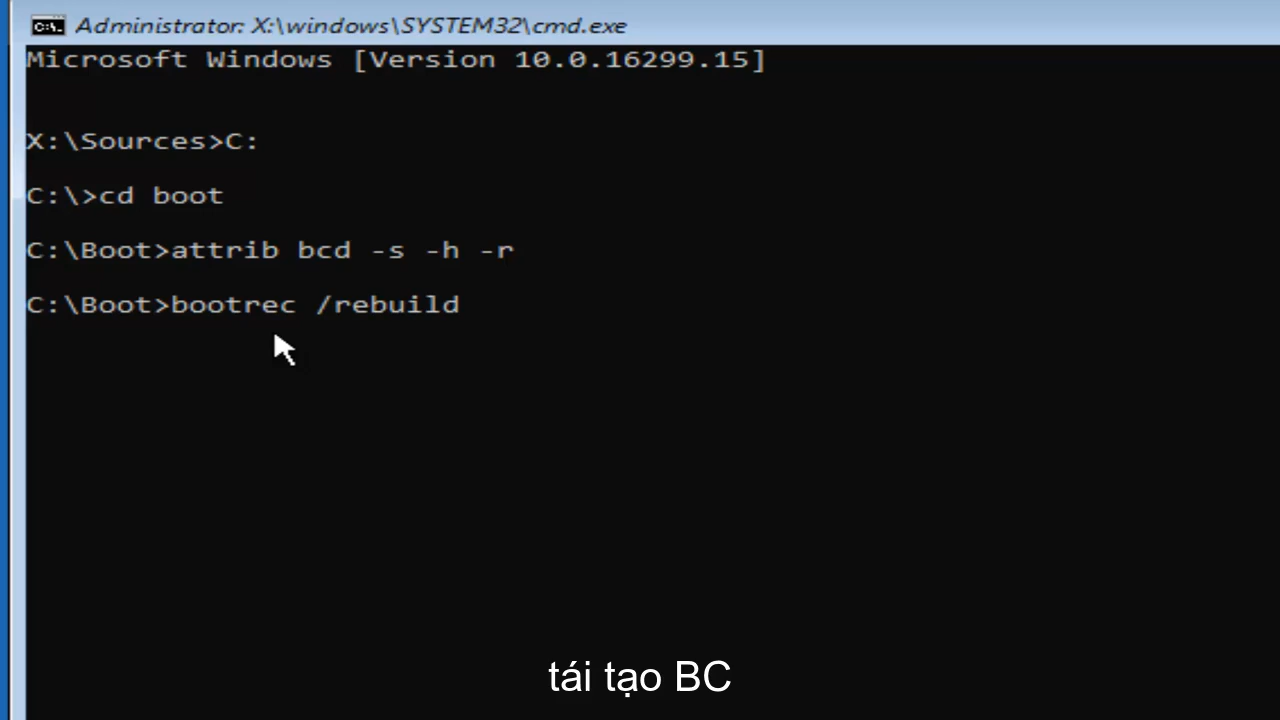 Administrator: X:\windows\SYSTEM32\cmd.exe
Microsoft Windows [Version 10.0.16299.15]
X:\Sources>C:
C:\>cd boot
C:\Boot>attrib bcd -s -h -r
C:\Boot>bootrec /rebuild
tái tạo BC